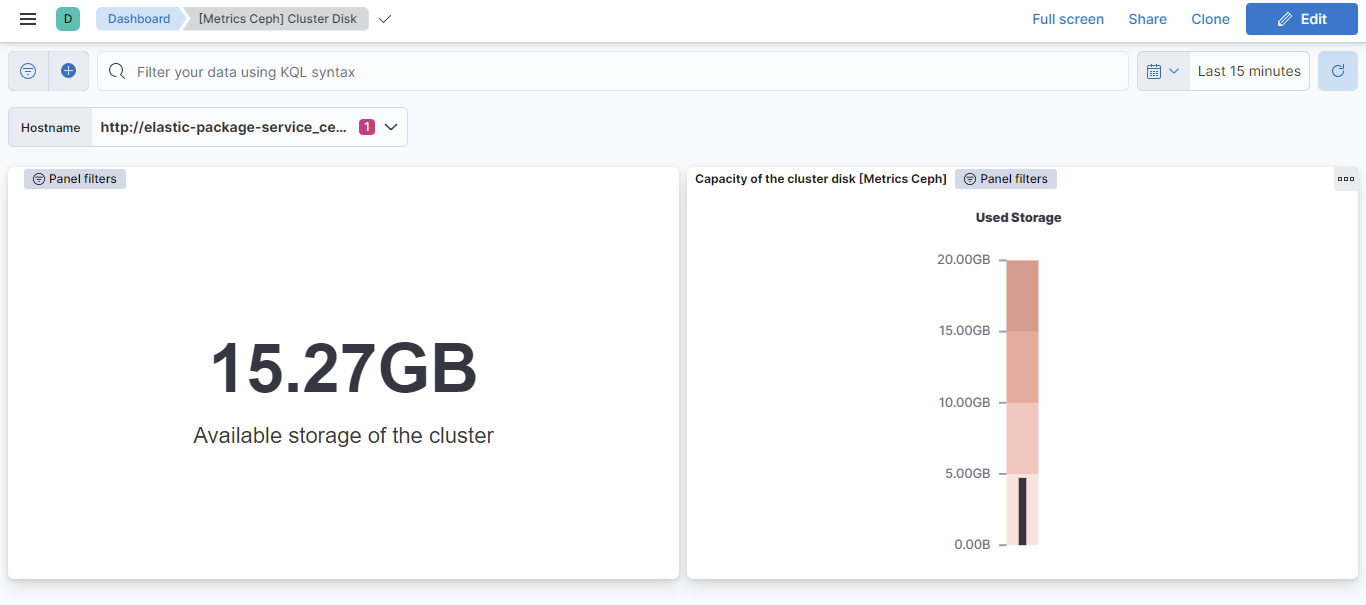 D Dashboard [Metrics Ceph] Cluster Disk Full screen Share Clone Edit
Filter your data using KQL syntax Last 15 minutes
Hostname http://elastic-package-service_ce... 1
Panel filters
15.27GB
Available storage of the cluster
Capacity of the cluster disk [Metrics Ceph] Panel filters
Used Storage
20.00GB
15.00GB
10.00GB
5.00GB
0.00B